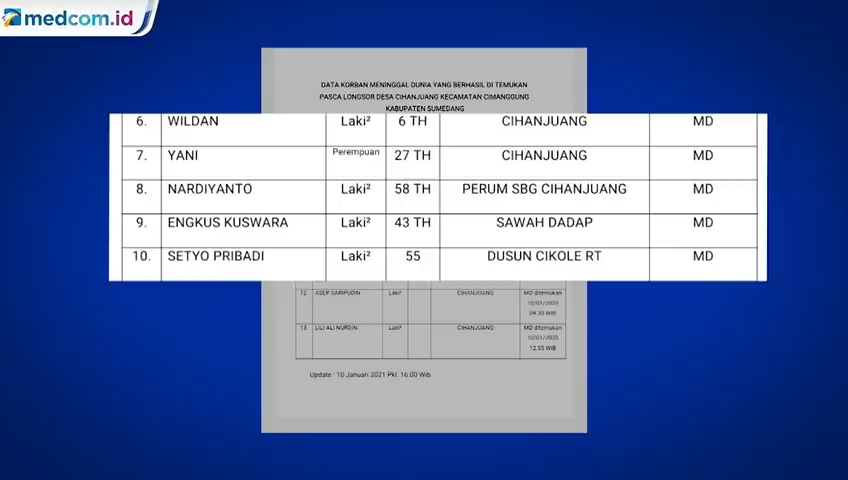 medcom.id
DATA KORBAN MENINGGAL DUNIA YANG BERHASIL DI TEMUKAN
PASCA LONGSOR DESA CIHANJUANG KECAMATAN CIMANGGUNG
KABUPATEN SUMEDANG
6. WILDAN Laki² 6 TH CIHANJUANG MD
7. YANI Perempuan 27 TH CIHANJUANG MD
8. NARDIYANTO Laki² 58 TH PERUM SBG CIHANJUANG MD
9. ENGKUS KUSWARA Laki² 43 TH SAWAH DADAP MD
10. SETYO PRIBADI Laki² 55 DUSUN CIKOLE RT MD
12. ASEP SARIPUDIN Laki² CIHANJUANG MD ditemukan
10/01/2020
09.30 WIB
13. LILI ALI NURDIN Laki² CIHANJUANG MD ditemukan
10/01/2020
12.55 WIB
Update : 10 Januari 2021 Pkl. 16.00 Wib